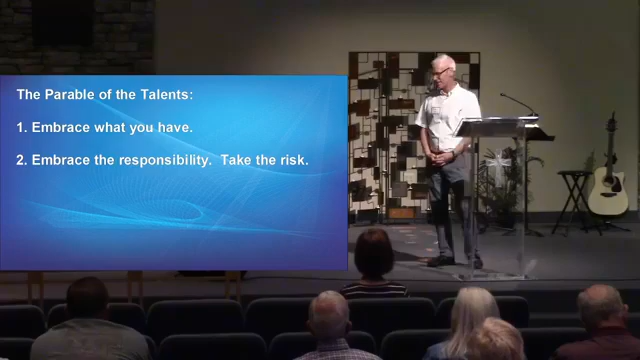 The Parable of the Talents:
1. Embrace what you have.
2. Embrace the responsibility.  Take the risk.